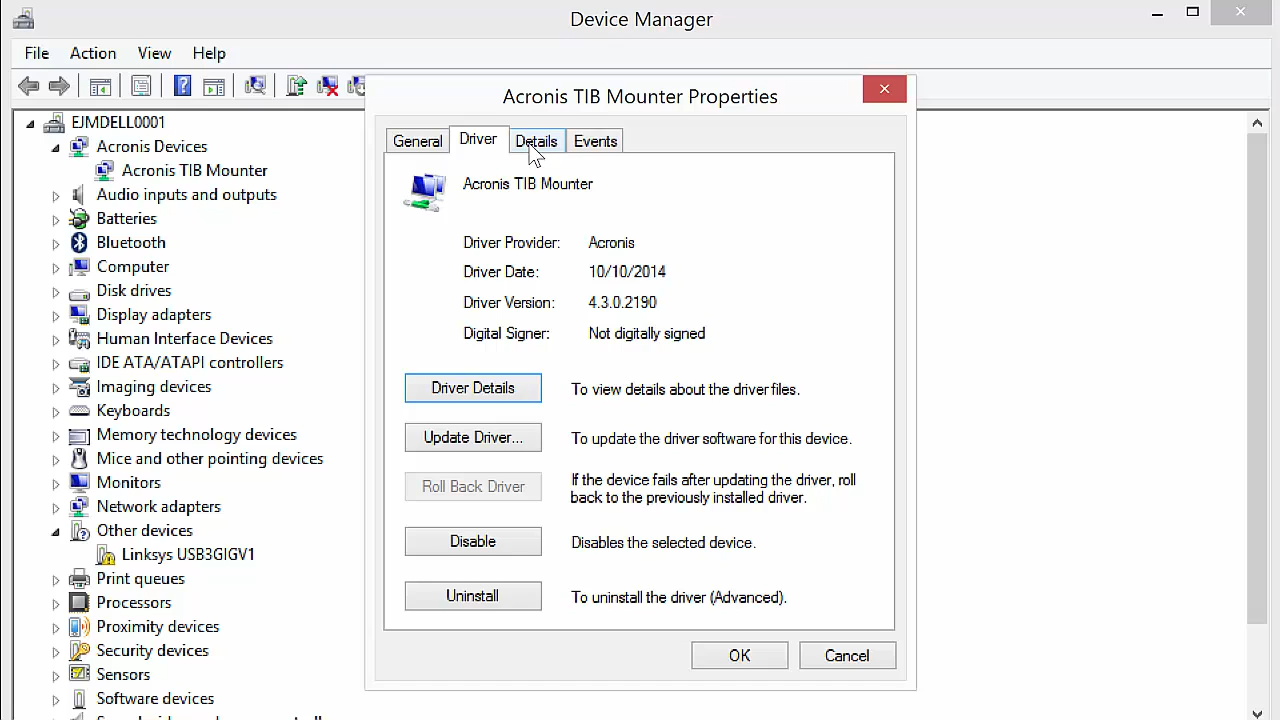 Device Manager
File Action View Help
EJMDELL0001
Acronis Devices
Acronis TIB Mounter
Audio inputs and outputs
Batteries
Bluetooth
Computer
Disk drives
Display adapters
Human Interface Devices
IDE ATA/ATAPI controllers
Imaging devices
Keyboards
Memory technology devices
Mice and other pointing devices
Monitors
Network adapters
Other devices
Linksys USB3GIGV1
Print queues
Processors
Proximity devices
Security devices
Sensors
Software devices
Acronis TIB Mounter Properties
General Driver Details Events
Acronis TIB Mounter
Driver Provider: Acronis
Driver Date: 10/10/2014
Driver Version: 4.3.0.2190
Digital Signer: Not digitally signed
Driver Details To view details about the driver files.
Update Driver... To update the driver software for this device.
Roll Back Driver If the device fails after updating the driver, roll
back to the previously installed driver.
Disable Disables the selected device.
Uninstall To uninstall the driver (Advanced).
OK Cancel